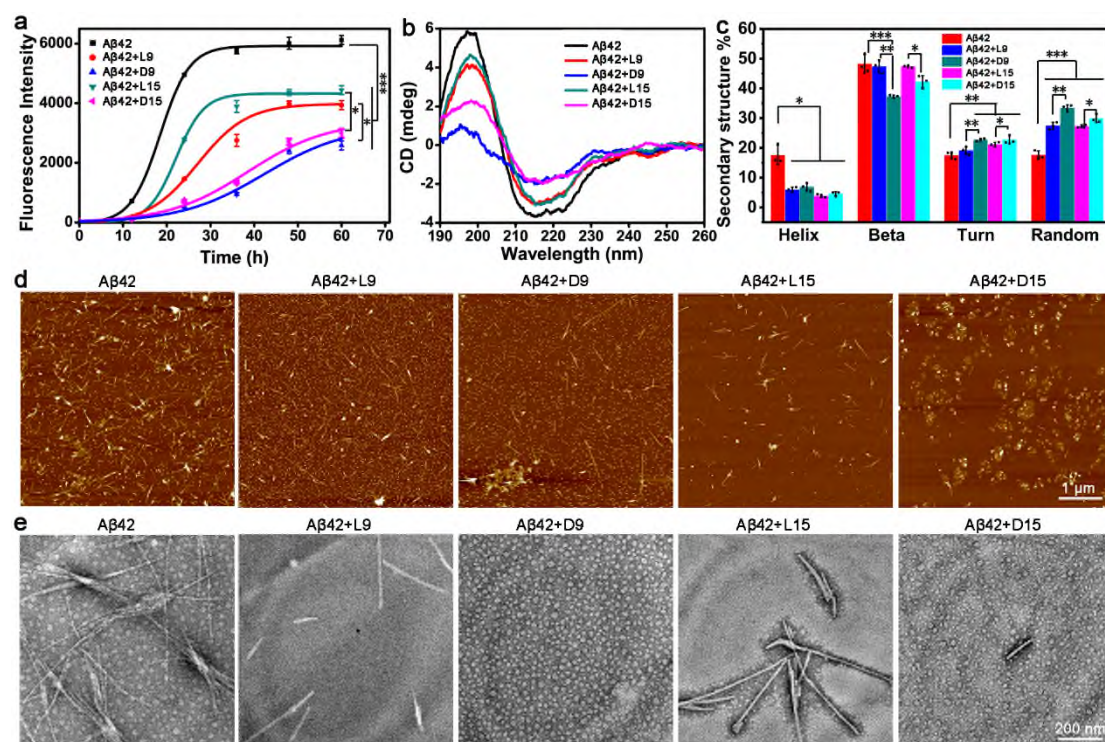 a
Fluorescence Intensity
6000
4000
2000
0
Aβ42
Aβ42+L9
Aβ42+D9
Aβ42+L15
Aβ42+D15
***
*
*
0 10 20 30 40 50 60 70
Time (h)
b
CD (mdeg)
6
4
2
0
-2
-4
Aβ42
Aβ42+L9
Aβ42+D9
Aβ42+L15
Aβ42+D15
190 200 210 220 230 240 250 260
Wavelength (nm)
c
Secondary structure %
60
50
40
30
20
10
0
Aβ42
Aβ42+L9
Aβ42+D9
Aβ42+L15
Aβ42+D15
*
***
**
*
**
**
*
***
**
*
Helix Beta Turn Random
d
Aβ42 Aβ42+L9 Aβ42+D9 Aβ42+L15 Aβ42+D15
1 μm
e
Aβ42 Aβ42+L9 Aβ42+D9 Aβ42+L15 Aβ42+D15
200 nm